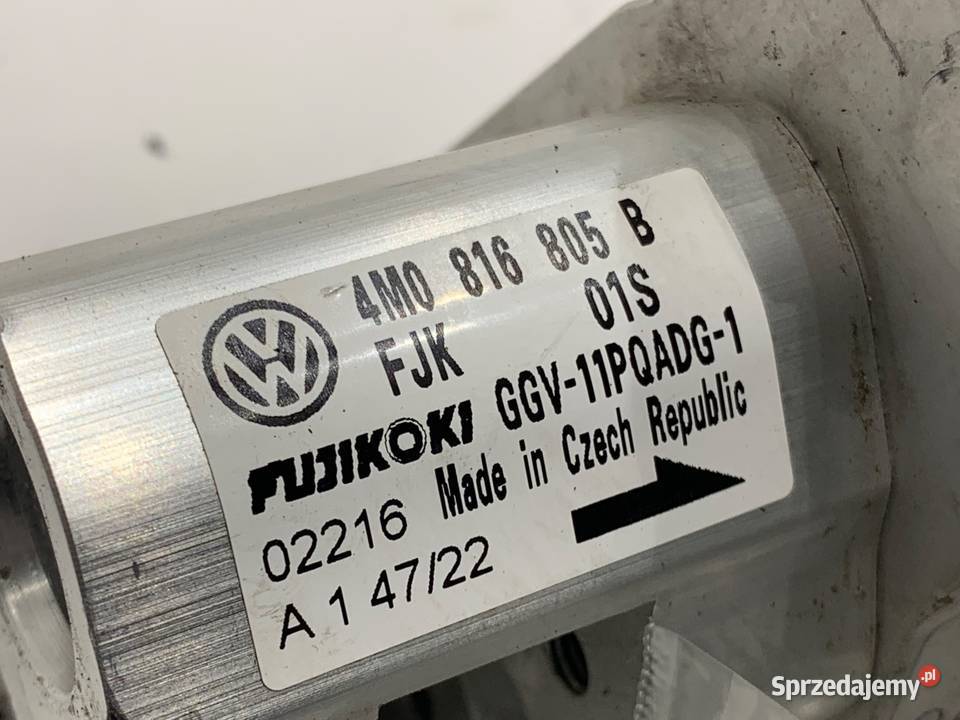 4M0 816 805 B
FJK 01S
FUJIKOKI GGV-11PQADG-1
02216 Made in Czech Republic
A 1 47/22
Sprzedajemy.pl